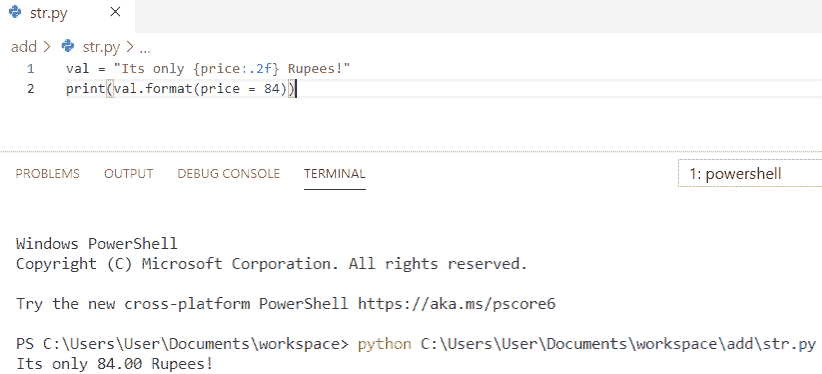 str.py
add > str.py > ...
1 val = "Its only {price:.2f} Rupees!"
2 print(val.format(price = 84))
PROBLEMS OUTPUT DEBUG CONSOLE TERMINAL 1: powershell
Windows PowerShell
Copyright (C) Microsoft Corporation. All rights reserved.
Try the new cross-platform PowerShell https://aka.ms/pscore6
PS C:\Users\User\Documents\workspace> python C:\Users\User\Documents\workspace\add\str.py
Its only 84.00 Rupees!